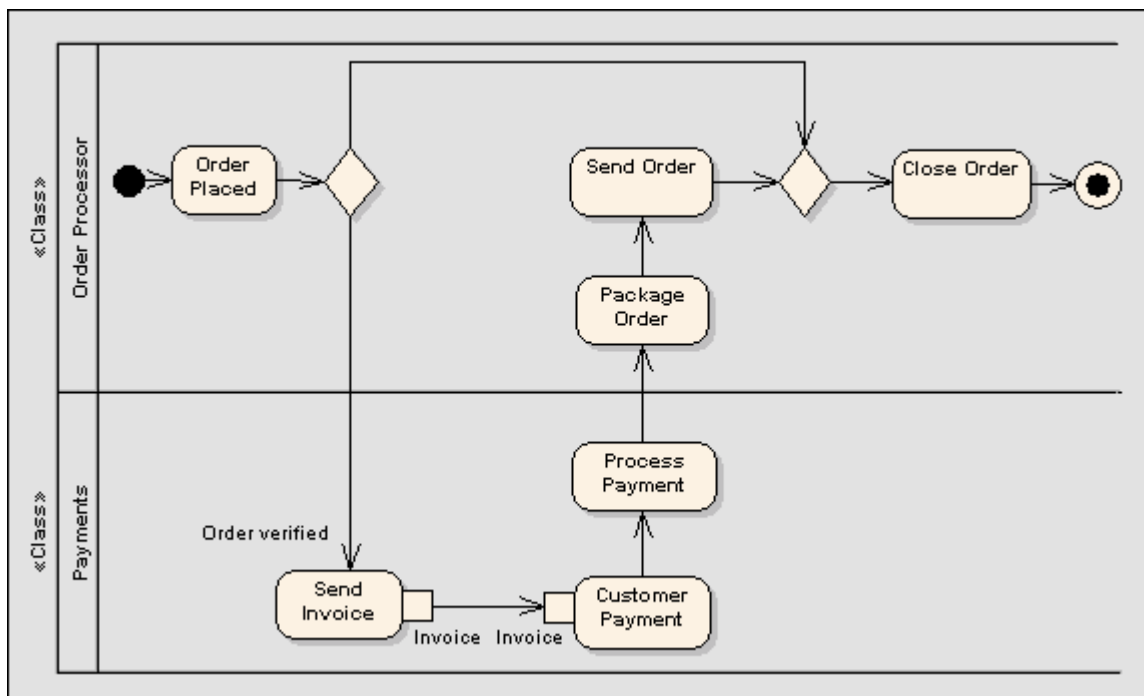 «Class»
Order Processor
Order
Placed
Send Order
Close Order
Package
Order
«Class»
Payments
Process
Payment
Order verified
Send
Invoice
Invoice
Invoice
Customer
Payment